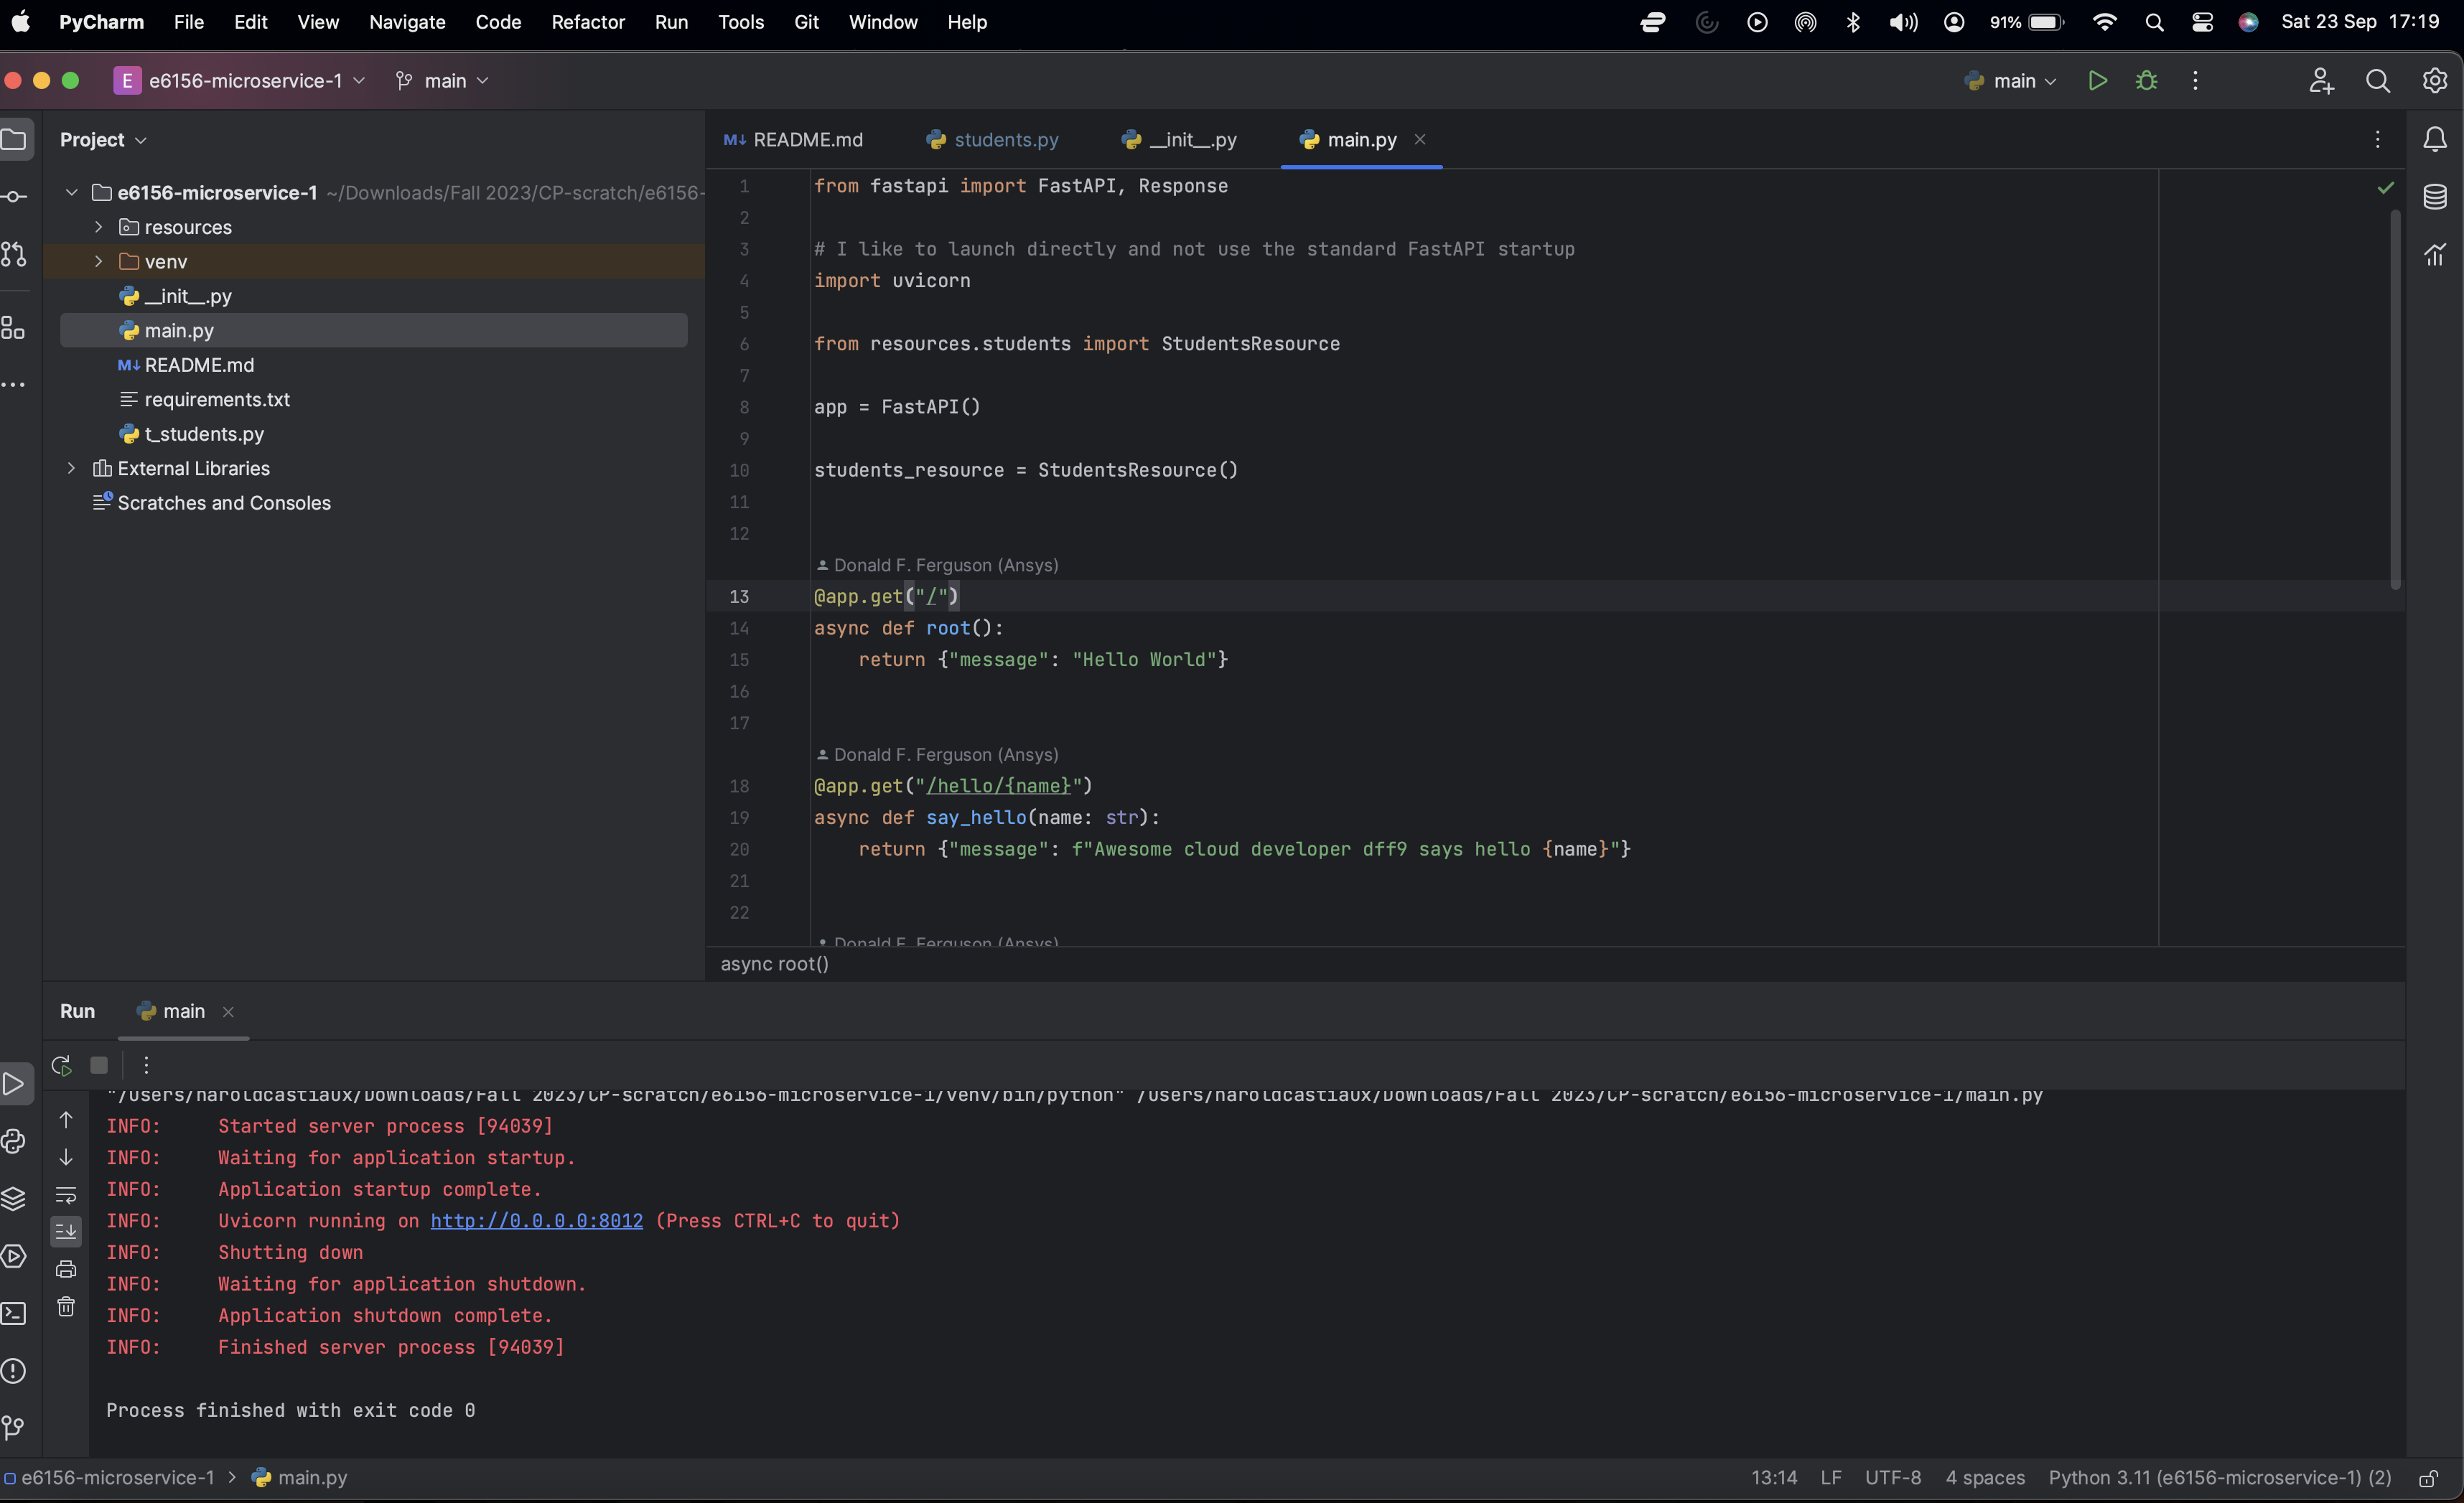 PyCharm File Edit View Navigate Code Refactor Run Tools Git Window Help 91% Sat 23 Sep 17:19
E e6156-microservice-1 main main
Project
e6156-microservice-1 ~/Downloads/Fall 2023/CP-scratch/e6156-
resources
venv
__init__.py
main.py
M↓ README.md
requirements.txt
t_students.py
External Libraries
Scratches and Consoles
M↓ README.md students.py __init__.py main.py
1 from fastapi import FastAPI, Response
2
3 # I like to launch directly and not use the standard FastAPI startup
4 import uvicorn
5
6 from resources.students import StudentsResource
7
8 app = FastAPI()
9
10 students_resource = StudentsResource()
11
12
Donald F. Ferguson (Ansys)
13 @app.get("/")
14 async def root():
15 return {"message": "Hello World"}
16
17
Donald F. Ferguson (Ansys)
18 @app.get("/hello/{name}")
19 async def say_hello(name: str):
20 return {"message": f"Awesome cloud developer dff9 says hello {name}"}
21
22
Donald F. Ferguson (Ansys)
async root()
Run main
"/Users/haroldcastiaux/Downloads/Fall 2023/CP-scratch/e6156-microservice-1/venv/bin/python" /Users/haroldcastiaux/Downloads/Fall 2023/CP-scratch/e6156-microservice-1/main.py
INFO: Started server process [94039]
INFO: Waiting for application startup.
INFO: Application startup complete.
INFO: Uvicorn running on http://0.0.0.0:8012 (Press CTRL+C to quit)
INFO: Shutting down
INFO: Waiting for application shutdown.
INFO: Application shutdown complete.
INFO: Finished server process [94039]
Process finished with exit code 0
e6156-microservice-1 > main.py 13:14 LF UTF-8 4 spaces Python 3.11 (e6156-microservice-1) (2)